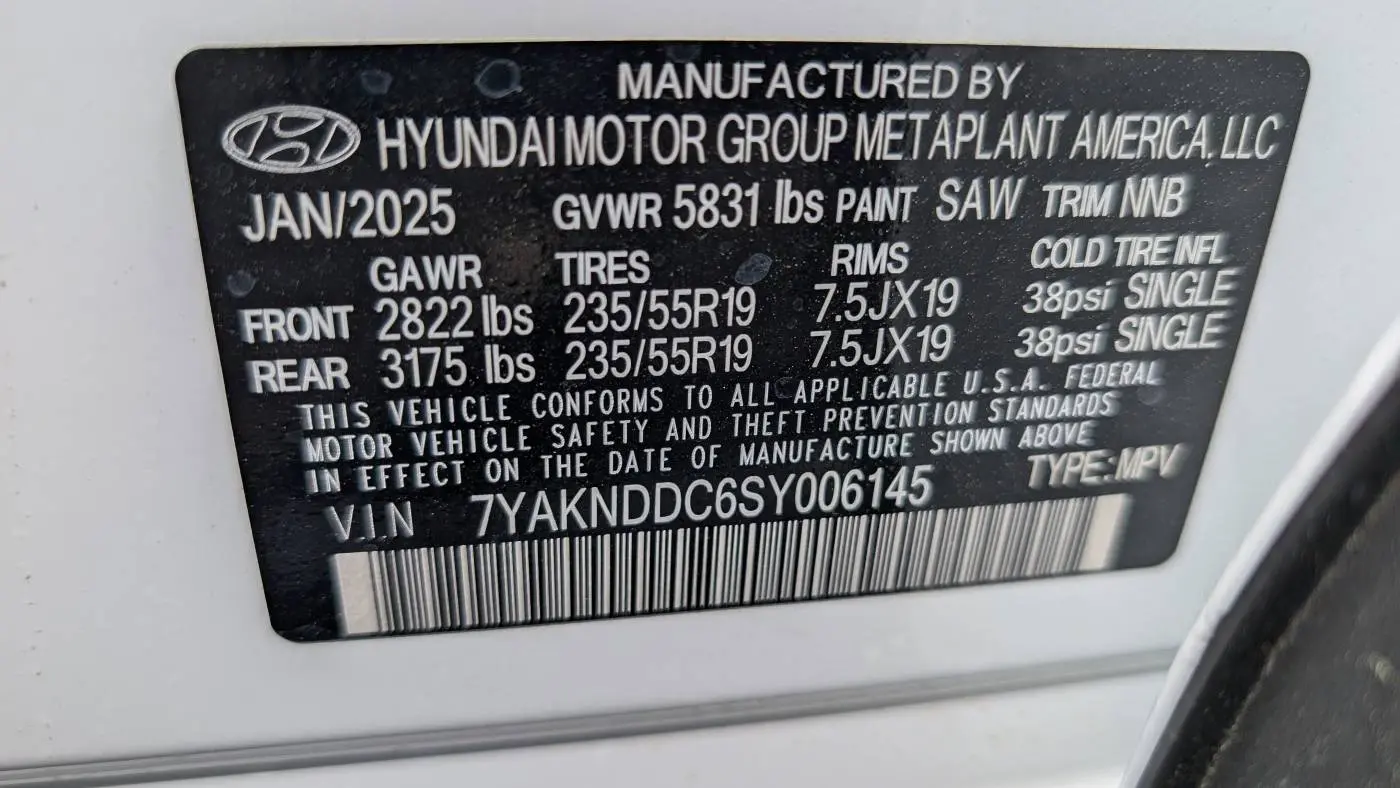 MANUFACTURED BY
HYUNDAI MOTOR GROUP METAPLANT AMERICA, LLC
JAN/2025 GVWR 5831 lbs PAINT SAW TRIM NNB
GAWR TIRES RIMS COLD TIRE INFL
FRONT 2822 lbs 235/55R19 7.5JX19 38psi SINGLE
REAR 3175 lbs 235/55R19 7.5JX19 38psi SINGLE
THIS VEHICLE CONFORMS TO ALL APPLICABLE U.S.A. FEDERAL
MOTOR VEHICLE SAFETY AND THEFT PREVENTION STANDARDS
IN EFFECT ON THE DATE OF MANUFACTURE SHOWN ABOVE
V.I.N 7YAKNDDC6SY006145 TYPE:MPV